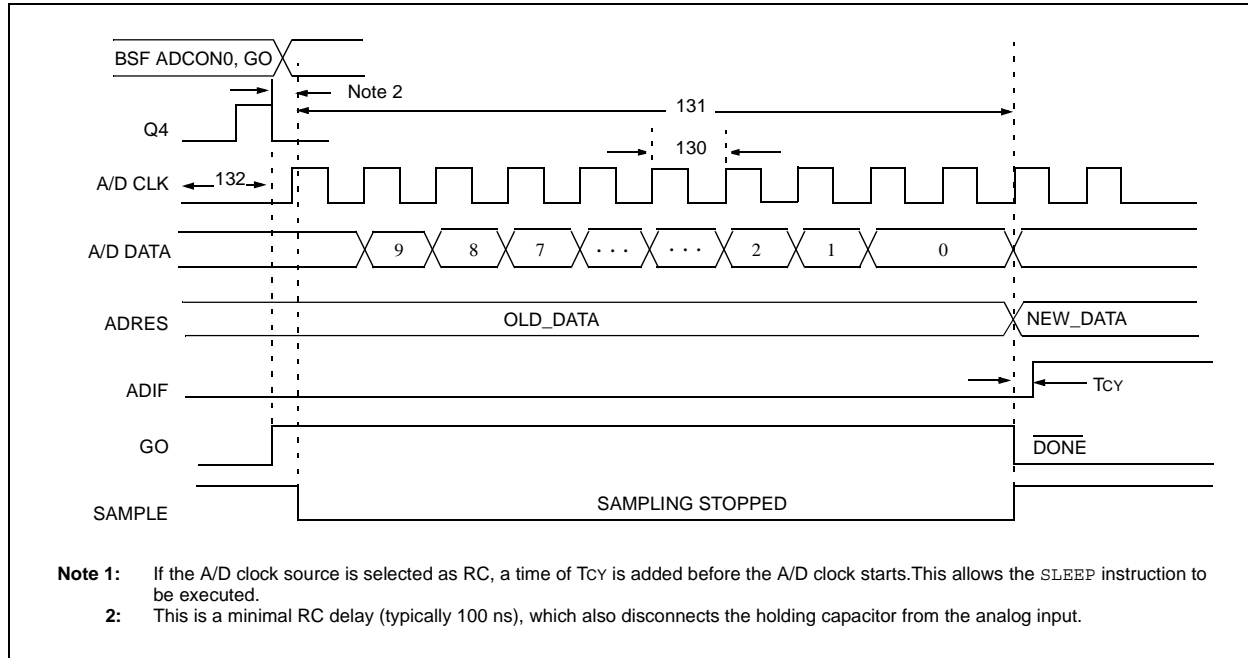 BSF ADCON0, GO
Note 2
131
Q4
130
A/D CLK
132
A/D DATA
9 8 7 · · · · · · 2 1 0
ADRES
OLD_DATA
NEW_DATA
ADIF
TCY
GO
DONE
SAMPLE
SAMPLING STOPPED
Note 1: If the A/D clock source is selected as RC, a time of TCY is added before the A/D clock starts.This allows the SLEEP instruction to
be executed.
2: This is a minimal RC delay (typically 100 ns), which also disconnects the holding capacitor from the analog input.